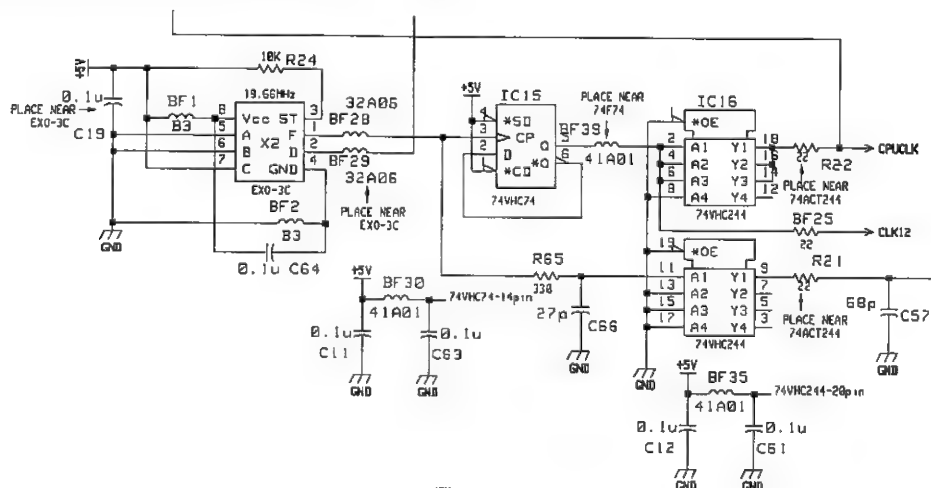 +5V
10K R24
0.1u
PLACE NEAR
EXO-3C
C19
BF1
B3
19.66MHz
8 Vcc ST 3
5 A F 1
6 B X2 D 2
7 C GND 4
EXO-3C
32A06
BF28
BF29
32A06
PLACE NEAR
EXO-3C
BF2
B3
GND
0.1u C64
+5V
IC15
4 *SD
3 CP Q 5
2 D *Q 6
1 *CD
74VHC74
PLACE NEAR
74F74
BF39
41A01
IC16
1 *OE
2 A1 Y1 18
4 A2 Y2 16
6 A3 Y3 14
8 A4 Y4 12
74VHC244
22 R22
CPUCLK
PLACE NEAR
74ACT244
BF25
22
CLK12
19 *OE
11 A1 Y1 9
13 A2 Y2 7
15 A3 Y3 5
17 A4 Y4 3
74VHC244
R21
22
PLACE NEAR
74ACT244
68p C57
GND
GND
R65
330
27p C66
GND
+5V
BF30
41A01
74VHC74-14pin
0.1u
C11
0.1u
C63
GND
GND
+5V
BF35
41A01
74VHC244-20pin
0.1u
C12
0.1u
C61
GND
GND